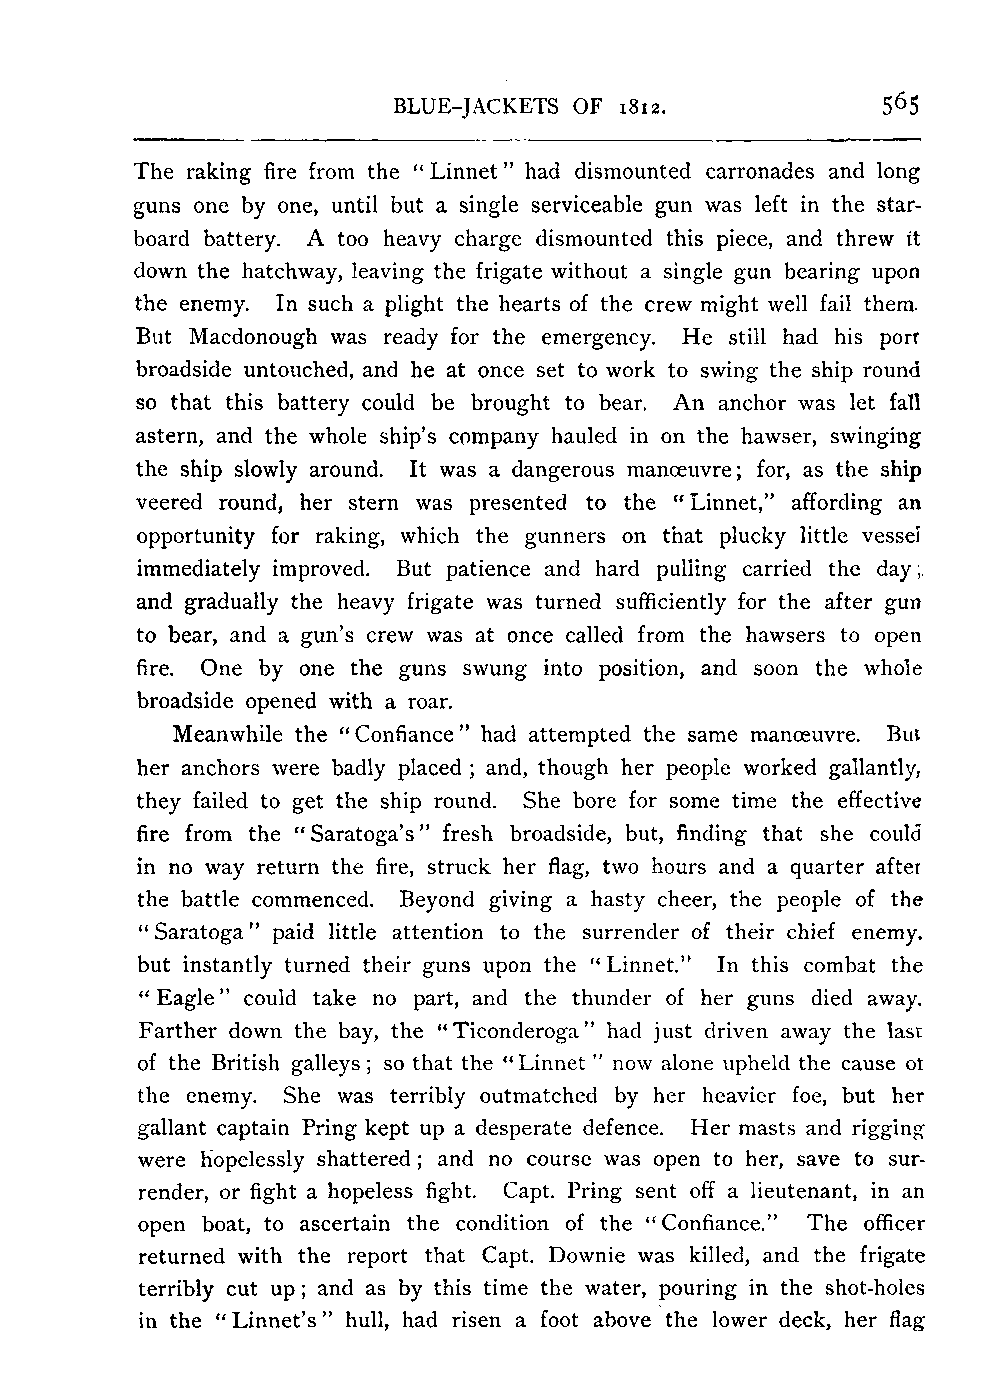 BLUE-JACKETS OF 1812. 565
The raking fire from the "Linnet" had dismounted carronades and long
guns one by one, until but a single serviceable gun was left in the star-
board battery. A too heavy charge dismounted this piece, and threw it
down the hatchway, leaving the frigate without a single gun bearing upon
the enemy. In such a plight the hearts of the crew might well fail them.
But Macdonough was ready for the emergency. He still had his port
broadside untouched, and he at once set to work to swing the ship round
so that this battery could be brought to bear. An anchor was let fall
astern, and the whole ship's company hauled in on the hawser, swinging
the ship slowly around. It was a dangerous manœuvre; for, as the ship
veered round, her stern was presented to the "Linnet," affording an
opportunity for raking, which the gunners on that plucky little vessel
immediately improved. But patience and hard pulling carried the day;
and gradually the heavy frigate was turned sufficiently for the after gun
to bear, and a gun's crew was at once called from the hawsers to open
fire. One by one the guns swung into position, and soon the whole
broadside opened with a roar.
Meanwhile the "Confiance" had attempted the same manœuvre. But
her anchors were badly placed; and, though her people worked gallantly,
they failed to get the ship round. She bore for some time the effective
fire from the "Saratoga's" fresh broadside, but, finding that she could
in no way return the fire, struck her flag, two hours and a quarter after
the battle commenced. Beyond giving a hasty cheer, the people of the
"Saratoga" paid little attention to the surrender of their chief enemy,
but instantly turned their guns upon the "Linnet." In this combat the
"Eagle" could take no part, and the thunder of her guns died away.
Farther down the bay, the "Ticonderoga" had just driven away the last
of the British galleys; so that the "Linnet" now alone upheld the cause of
the enemy. She was terribly outmatched by her heavier foe, but her
gallant captain Pring kept up a desperate defence. Her masts and rigging
were hopelessly shattered; and no course was open to her, save to sur-
render, or fight a hopeless fight. Capt. Pring sent off a lieutenant, in an
open boat, to ascertain the condition of the "Confiance." The officer
returned with the report that Capt. Downie was killed, and the frigate
terribly cut up; and as by this time the water, pouring in the shot-holes
in the "Linnet's" hull, had risen a foot above the lower deck, her flag